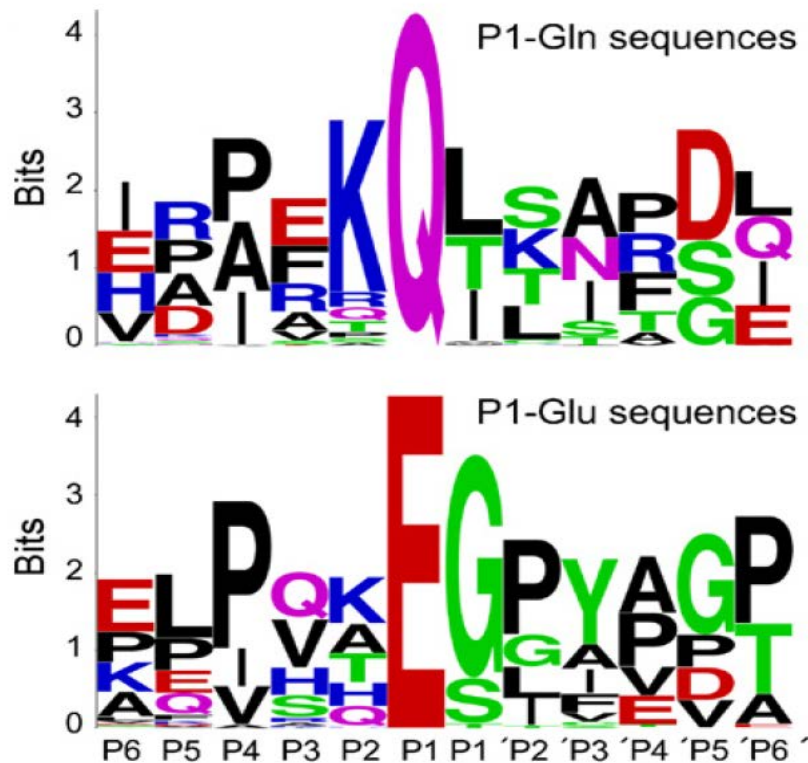 P1-Gln sequences
Bits
4
3
2
1
0
I R P E K Q L S A P D L
E P A F R T K N R S Q
H A I R Q I T I F G I
V D A T L S T E
P1-Glu sequences
Bits
4
3
2
1
0
E L P Q K E G P Y A G P
P P I V A S G A P P T
K E V H T L I V D A
A Q S H I F E V
Q
P6 P5 P4 P3 P2 P1 P1 ´P2 ´P3 ´P4 ´P5 ´P6 ´